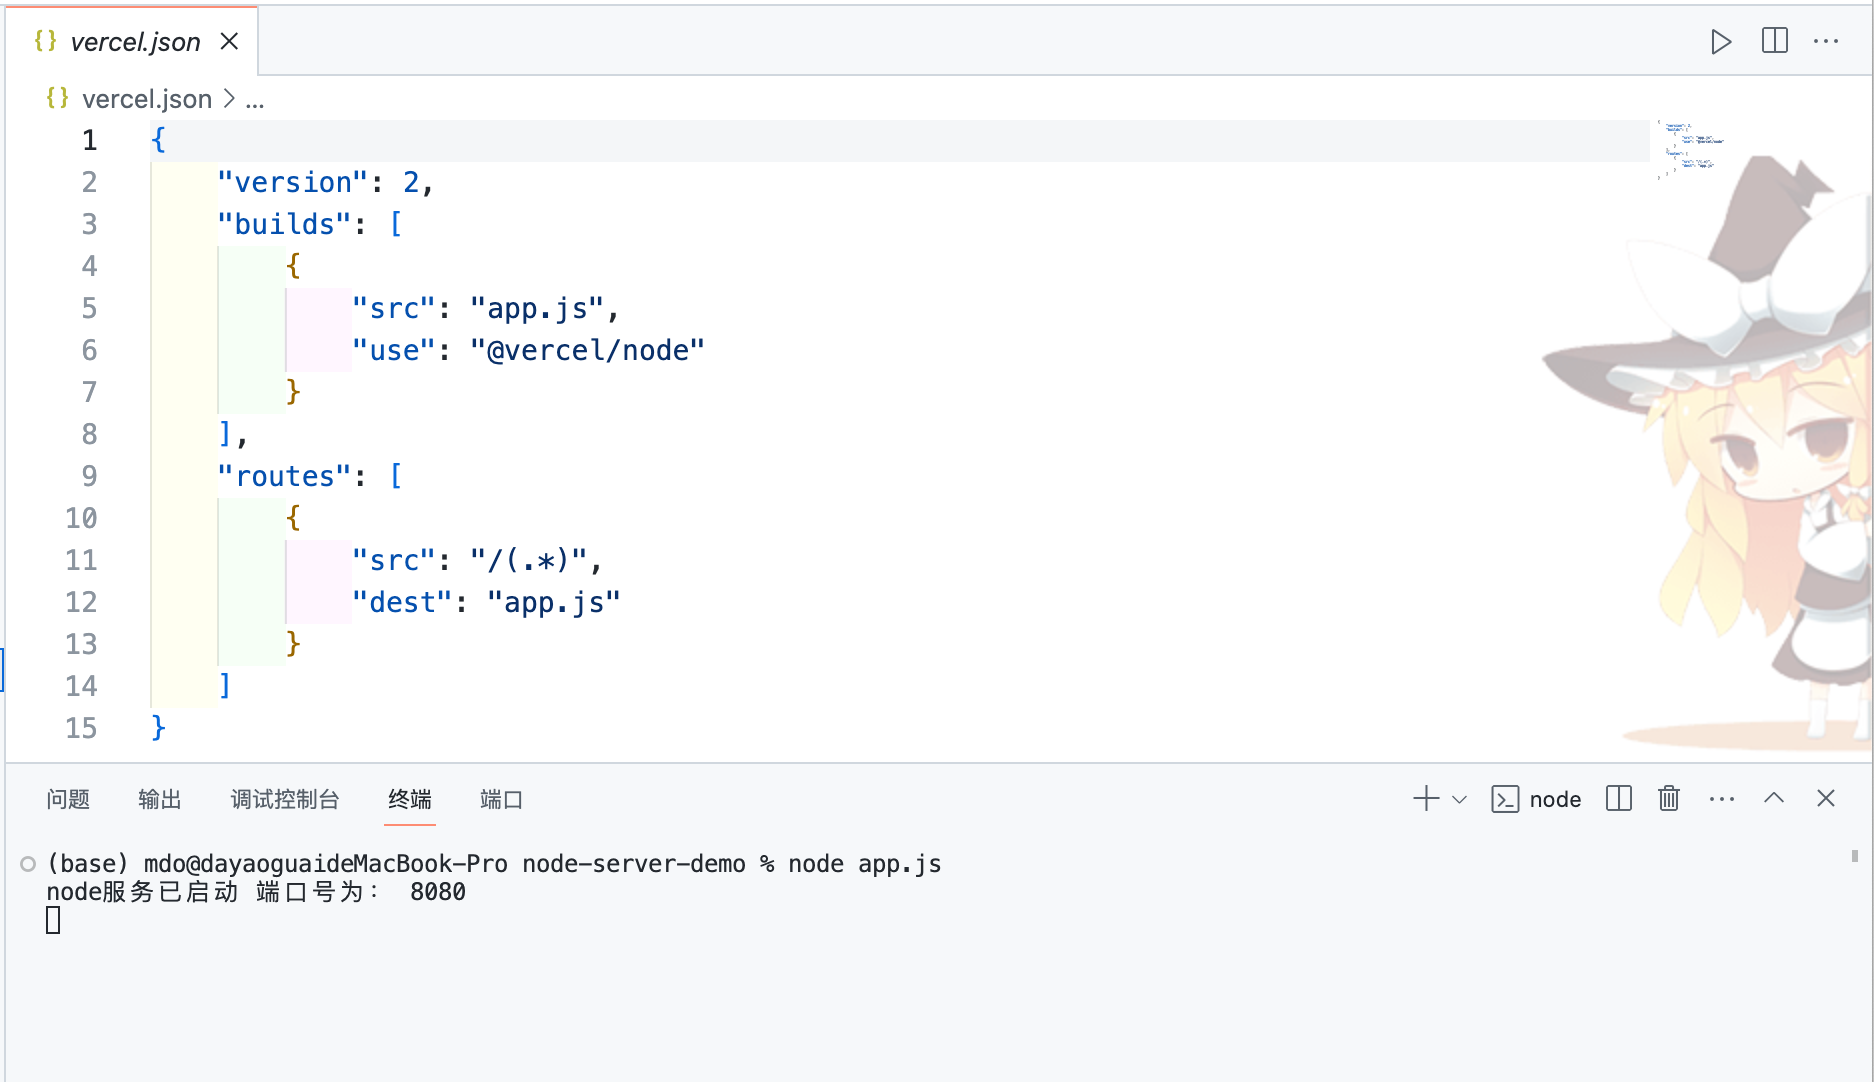 {} vercel.json
{} vercel.json > ...
1 {
2 "version": 2,
3 "builds": [
4 {
5 "src": "app.js",
6 "use": "@vercel/node"
7 }
8 ],
9 "routes": [
10 {
11 "src": "/(.*)",
12 "dest": "app.js"
13 }
14 ]
15 }
问题 输出 调试控制台 终端 端口 node
(base) mdo@dayaoguaideMacBook-Pro node-server-demo % node app.js
node服务已启动 端口号为： 8080